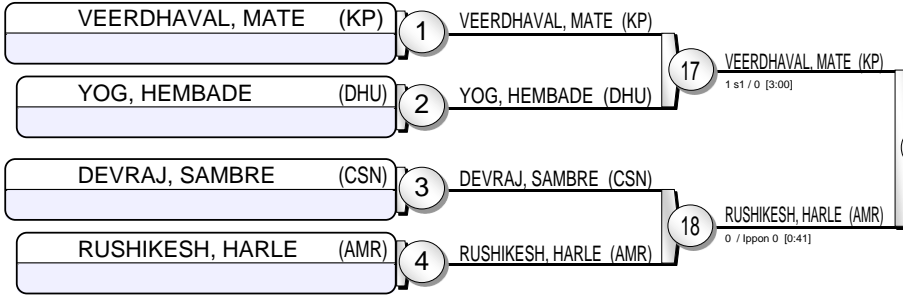 VEERDHAVAL, MATE (KP)
1
VEERDHAVAL, MATE (KP)
YOG, HEMBADE (DHU)
2
YOG, HEMBADE (DHU)
17
VEERDHAVAL, MATE (KP)
1 s1 / 0 [3:00]
DEVRAJ, SAMBRE (CSN)
3
DEVRAJ, SAMBRE (CSN)
RUSHIKESH, HARLE (AMR)
4
RUSHIKESH, HARLE (AMR)
18
RUSHIKESH, HARLE (AMR)
0 / Ippon 0 [0:41]